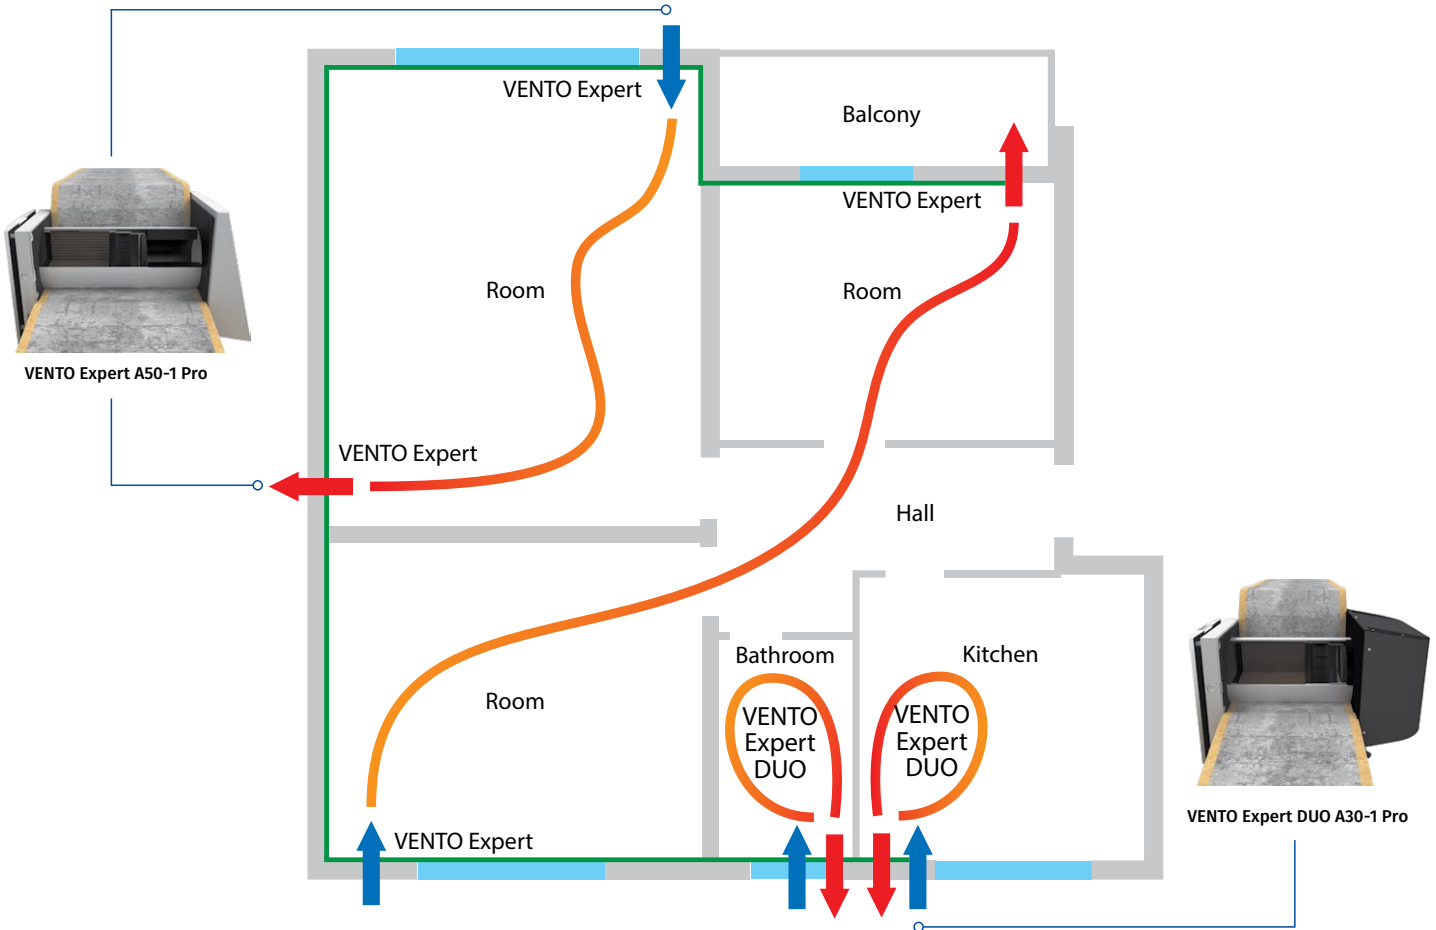 VENTO Expert
Balcony
VENTO Expert
Room
Room
VENTO Expert A50-1 Pro
VENTO Expert
Hall
Bathroom
Kitchen
Room
VENTO
Expert
DUO
VENTO
Expert
DUO
VENTO Expert
VENTO Expert DUO A30-1 Pro